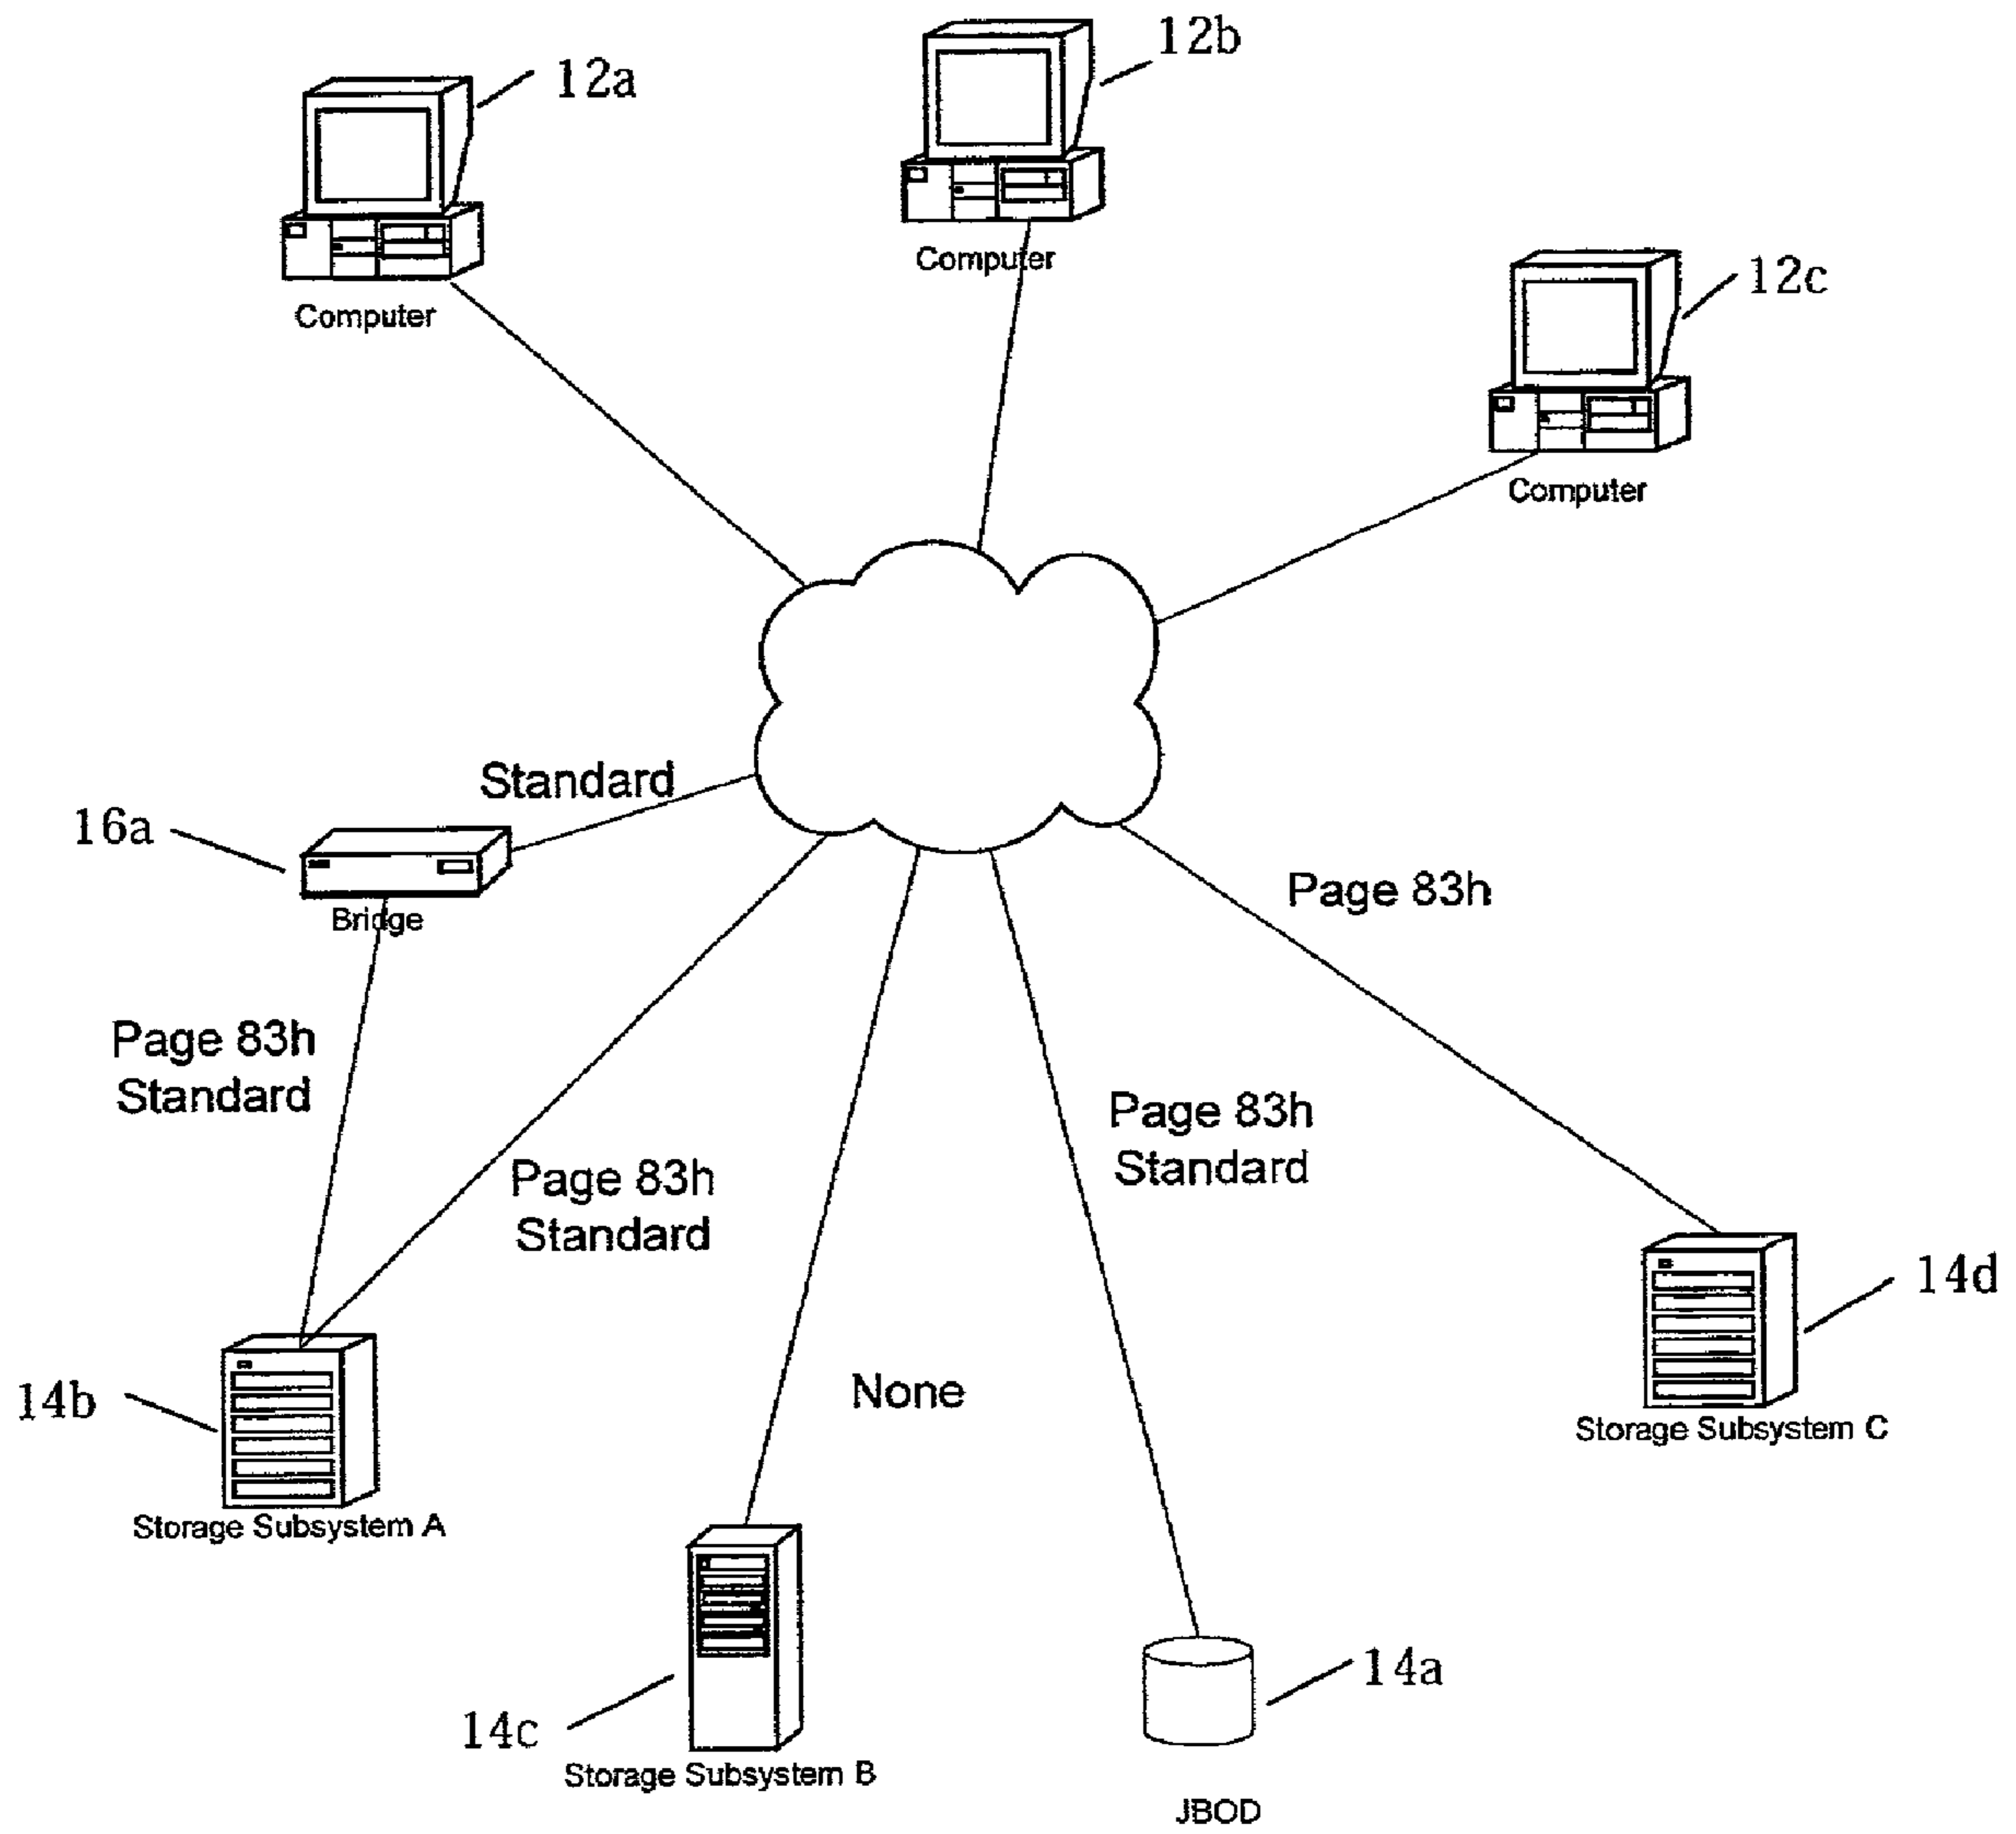 12b
12a
Computer
12c
Computer
Computer
Standard
16a
Bridge
Page 83h
Page 83h
Standard
Page 83h
Standard
Page 83h
Standard
14d
None
14b
Storage Subsystem C
Storage Subsystem A
14a
14c
Storage Subsystem B
JBOD